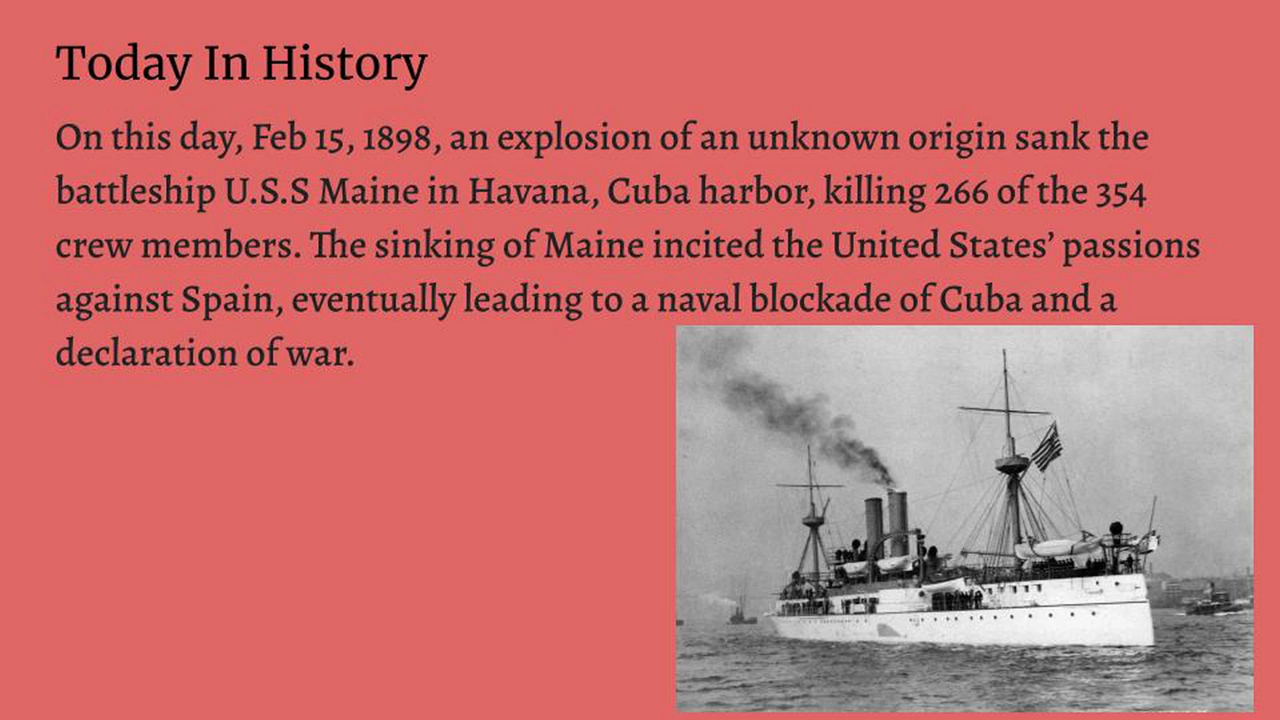 Today In History
On this day, Feb 15, 1898, an explosion of an unknown origin sank the
battleship U.S.S Maine in Havana, Cuba harbor, killing 266 of the 354
crew members. The sinking of Maine incited the United States’ passions
against Spain, eventually leading to a naval blockade of Cuba and a
declaration of war.